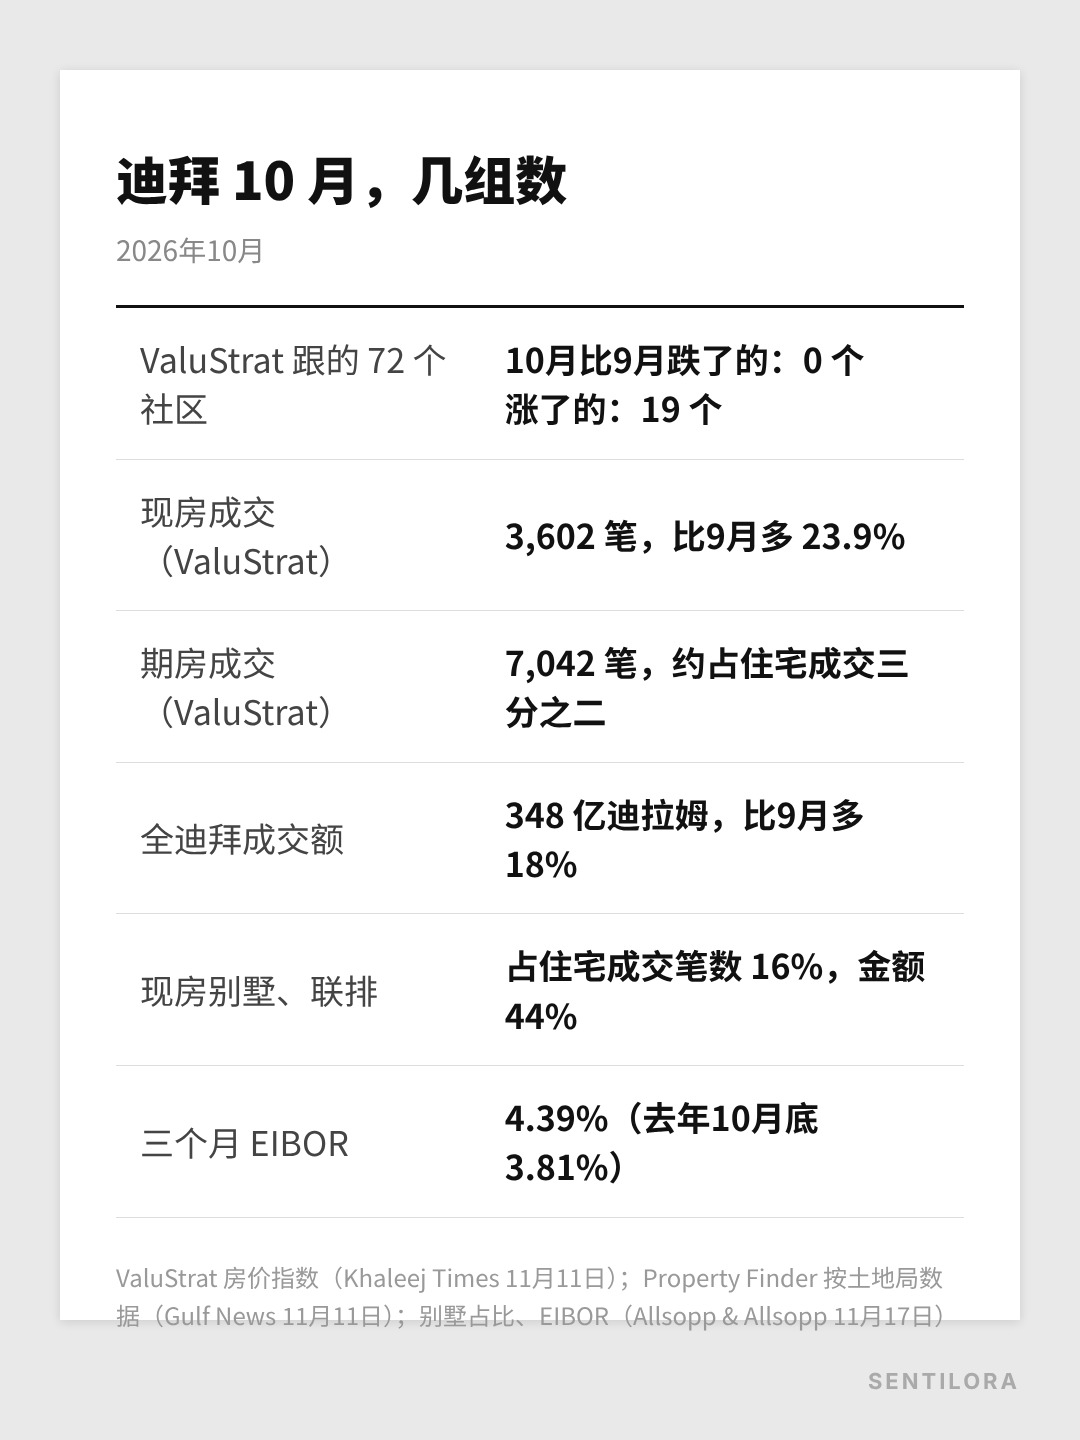 迪拜 10 月，几组数
2026年10月
ValuStrat 跟的 72 个
社区
10月比9月跌了的：0 个
涨了的：19 个
现房成交
（ValuStrat）
3,602 笔，比9月多 23.9%
期房成交
（ValuStrat）
7,042 笔，约占住宅成交三
分之二
全迪拜成交额
348 亿迪拉姆，比9月多
18%
现房别墅、联排
占住宅成交笔数 16%，金额
44%
三个月 EIBOR
4.39%（去年10月底
3.81%）
ValuStrat 房价指数（Khaleej Times 11月11日）；Property Finder 按土地局数
据（Gulf News 11月11日）；别墅占比、EIBOR（Allsopp & Allsopp 11月17日）
SENTILORA